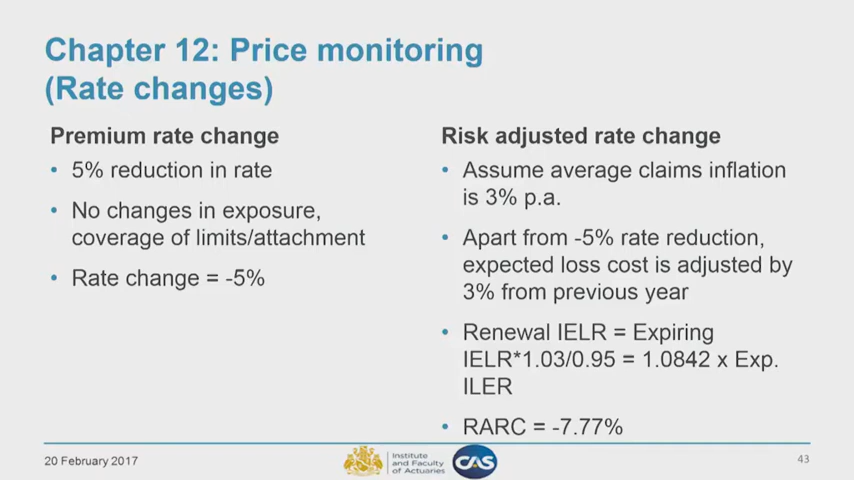 Chapter 12: Price monitoring
(Rate changes)
Premium rate change
• 5% reduction in rate
• No changes in exposure,
coverage of limits/attachment
• Rate change = -5%
Risk adjusted rate change
• Assume average claims inflation
is 3% p.a.
• Apart from -5% rate reduction,
expected loss cost is adjusted by
3% from previous year
• Renewal IELR = Expiring
IELR*1.03/0.95 = 1.0842 x Exp.
ILER
• RARC = -7.77%
20 February 2017
Institute
and Faculty
of Actuaries
CAS
43